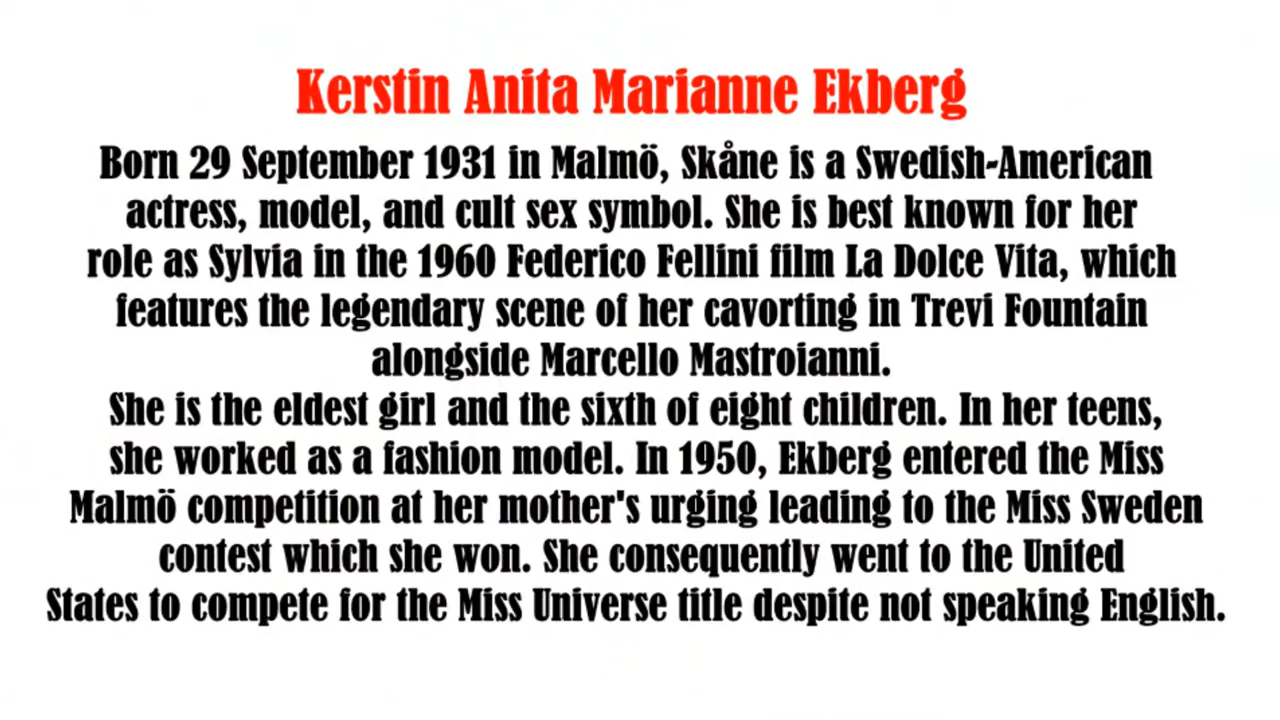 Kerstin Anita Marianne Ekberg
Born 29 September 1931 in Malmö, Skåne is a Swedish-American
actress, model, and cult sex symbol. She is best known for her
role as Sylvia in the 1960 Federico Fellini film La Dolce Vita, which
features the legendary scene of her cavorting in Trevi Fountain
alongside Marcello Mastroianni.
She is the eldest girl and the sixth of eight children. In her teens,
she worked as a fashion model. In 1950, Ekberg entered the Miss
Malmö competition at her mother's urging leading to the Miss Sweden
contest which she won. She consequently went to the United
States to compete for the Miss Universe title despite not speaking English.